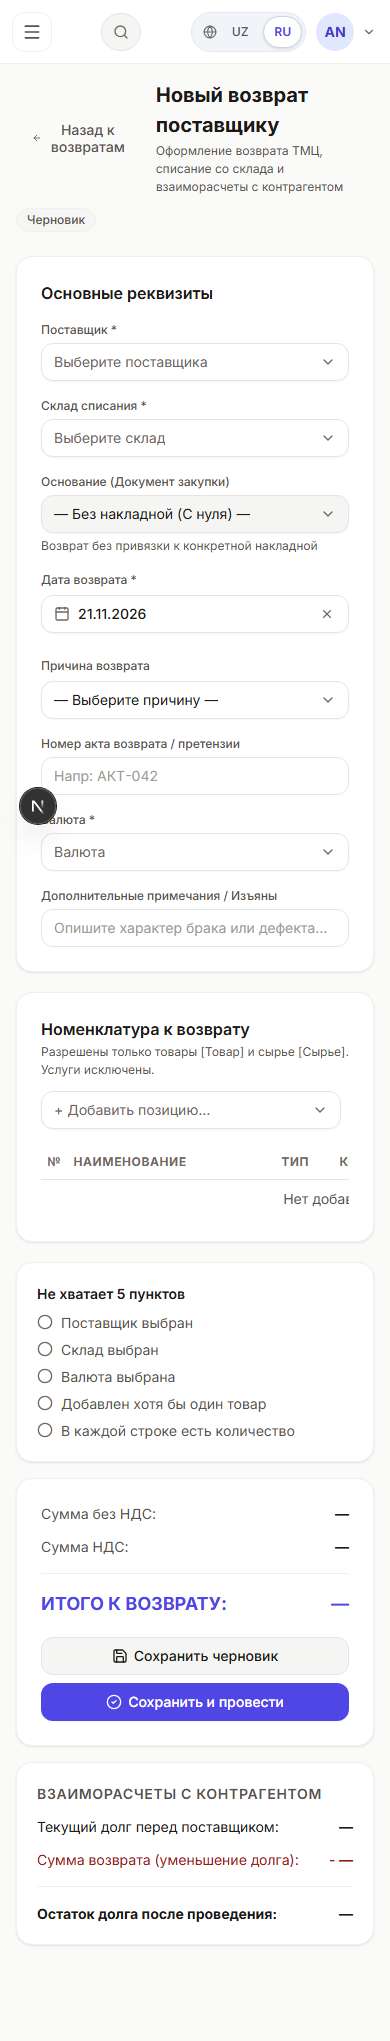 UZ
RU
AN
Назад к
возвратам
Новый возврат
поставщику
Оформление возврата ТМЦ,
списание со склада и
взаиморасчеты с контрагентом
Черновик
Основные реквизиты
Поставщик *
Выберите поставщика
Склад списания *
Выберите склад
Основание (Документ закупки)
— Без накладной (С нуля) —
Возврат без привязки к конкретной накладной
Дата возврата *
21.11.2026
Причина возврата
— Выберите причину —
Номер акта возврата / претензии
Напр: АКТ-042
N
алюта *
Валюта
Дополнительные примечания / Изъяны
Опишите характер брака или дефекта...
Номенклатура к возврату
Разрешены только товары [Товар] и сырье [Сырье].
Услуги исключены.
+ Добавить позицию...
№ НАИМЕНОВАНИЕ ТИП К
Нет добав
Не хватает 5 пунктов
Поставщик выбран
Склад выбран
Валюта выбрана
Добавлен хотя бы один товар
В каждой строке есть количество
Сумма без НДС: —
Сумма НДС: —
ИТОГО К ВОЗВРАТУ: —
Сохранить черновик
Сохранить и провести
ВЗАИМОРАСЧЕТЫ С КОНТРАГЕНТОМ
Текущий долг перед поставщиком: —
Сумма возврата (уменьшение долга): - —
Остаток долга после проведения: —